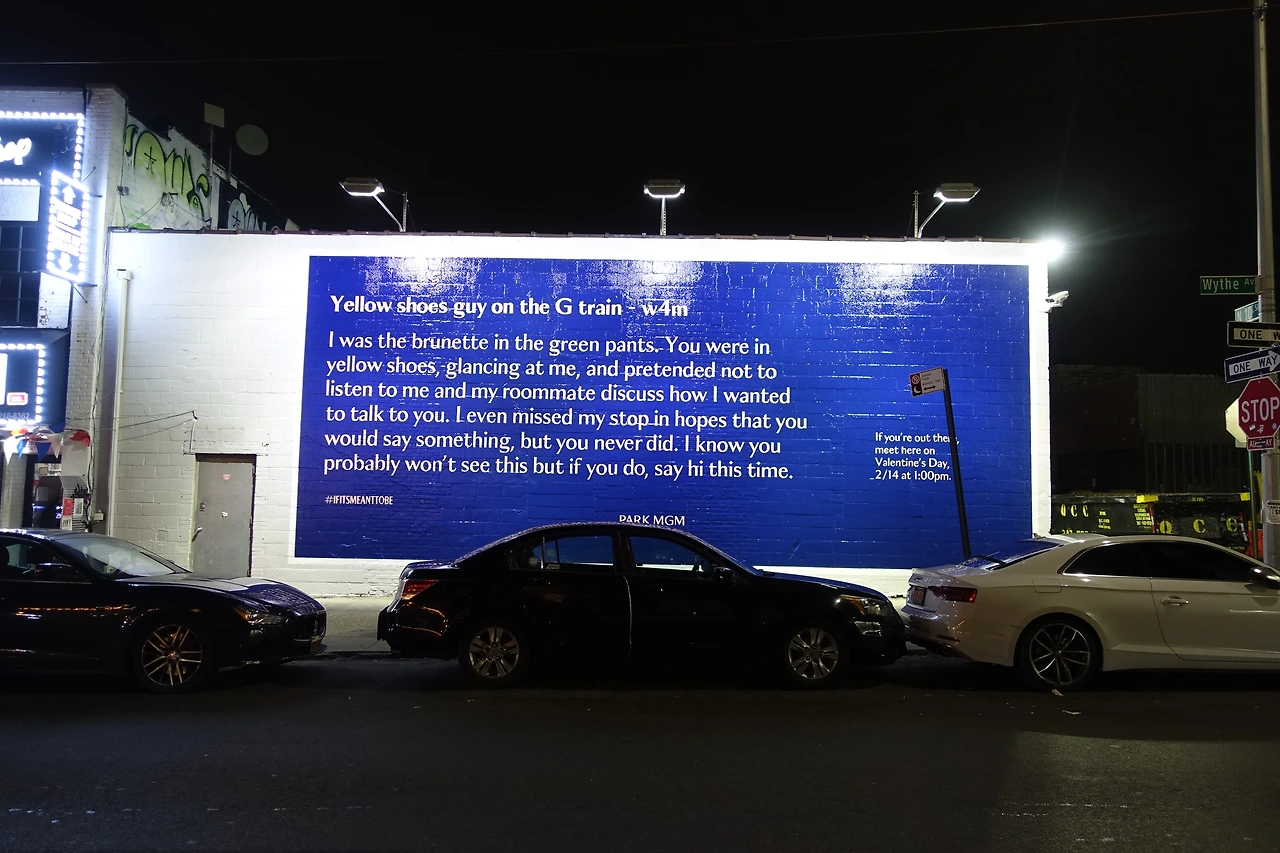 Yellow shoes guy on the G train - w4m
I was the brunette in the green pants. You were in
yellow shoes, glancing at me, and pretended not to
listen to me and my roommate discuss how I wanted
to talk to you. I even missed my stop in hopes that you
would say something, but you never did. I know you
probably won't see this but if you do, say hi this time.
#IFITSMEANTTOBE
PARK MGM
If you're out there,
meet here on
Valentine's Day,
2/14 at 1:00pm.
Wythe Av
ONE W
ONE WAY
STOP
ALL-WAY
OCC
O C C